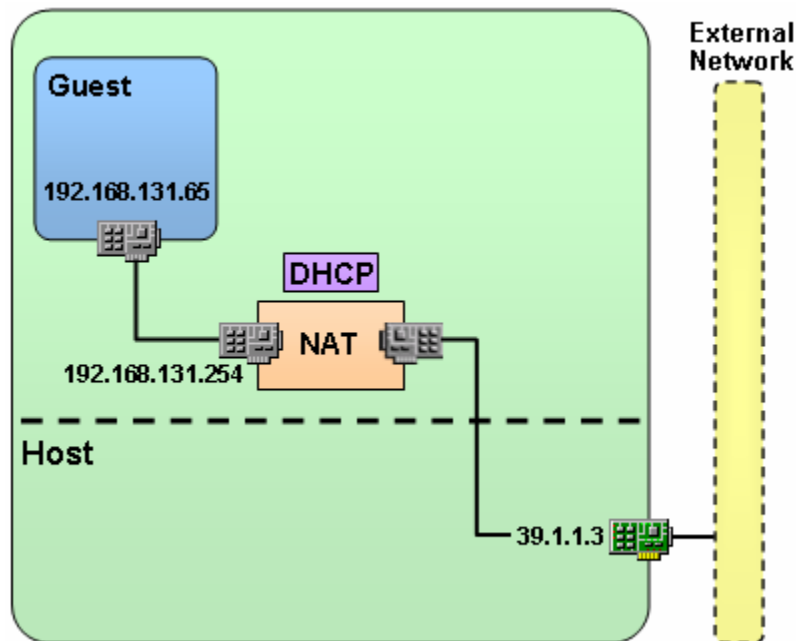 External
Network
Guest
192.168.131.65
DHCP
NAT
192.168.131.254
Host
39.1.1.3